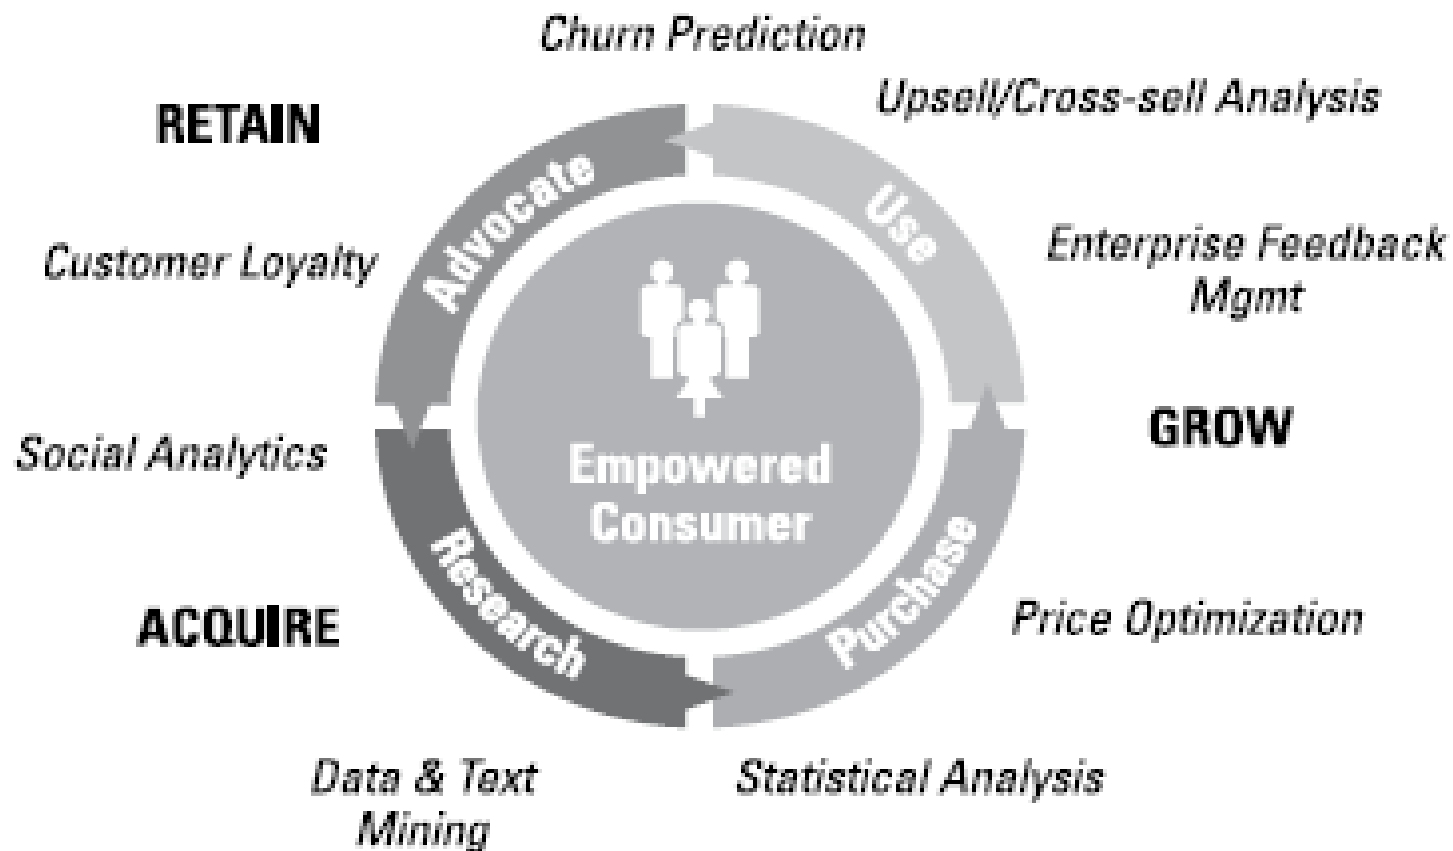 Churn Prediction
Upsell/Cross-sell Analysis
RETAIN
Advocate
Use
Customer Loyalty
Enterprise Feedback
Mgmt
Social Analytics
GROW
Empowered
Consumer
Research
Purchase
ACQUIRE
Price Optimization
Data & Text
Mining
Statistical Analysis